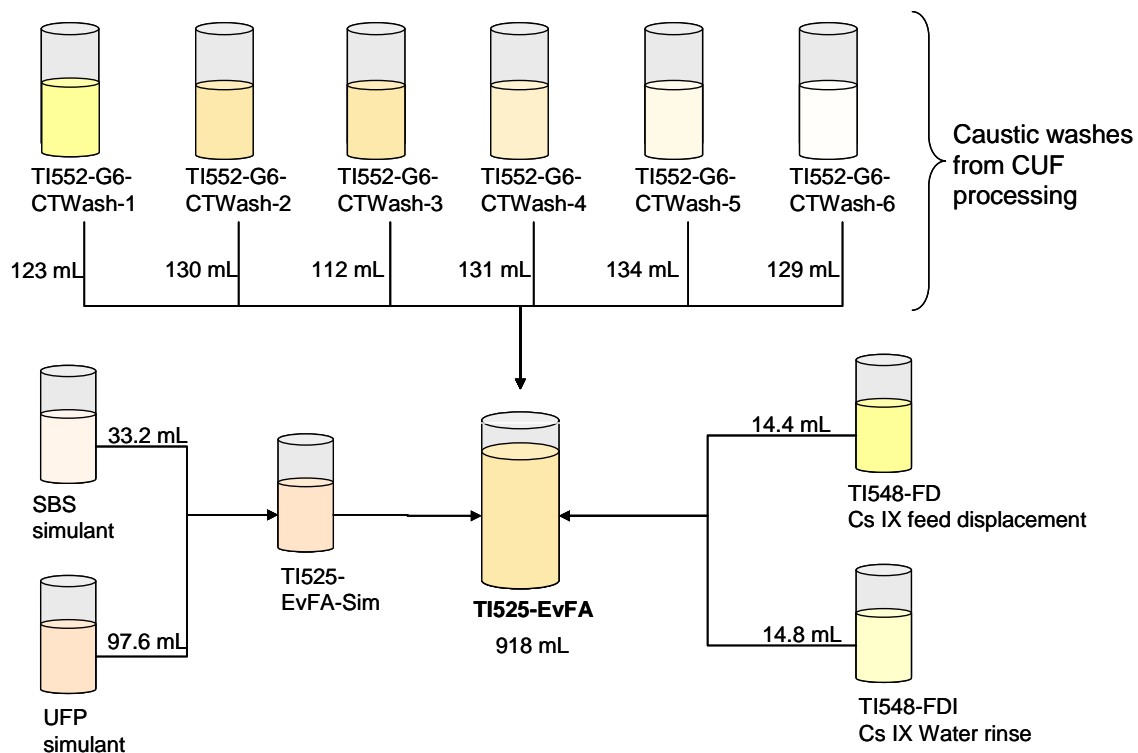 TI552-G6-
CTWash-1
TI552-G6-
CTWash-2
TI552-G6-
CTWash-3
TI552-G6-
CTWash-4
TI552-G6-
CTWash-5
TI552-G6-
CTWash-6
Caustic washes
from CUF
processing
123 mL
130 mL
112 mL
131 mL
134 mL
129 mL
33.2 mL
SBS
simulant
97.6 mL
UFP
simulant
TI525-
EvFA-Sim
TI525-EvFA
918 mL
14.4 mL
TI548-FD
Cs IX feed displacement
14.8 mL
TI548-FDI
Cs IX Water rinse